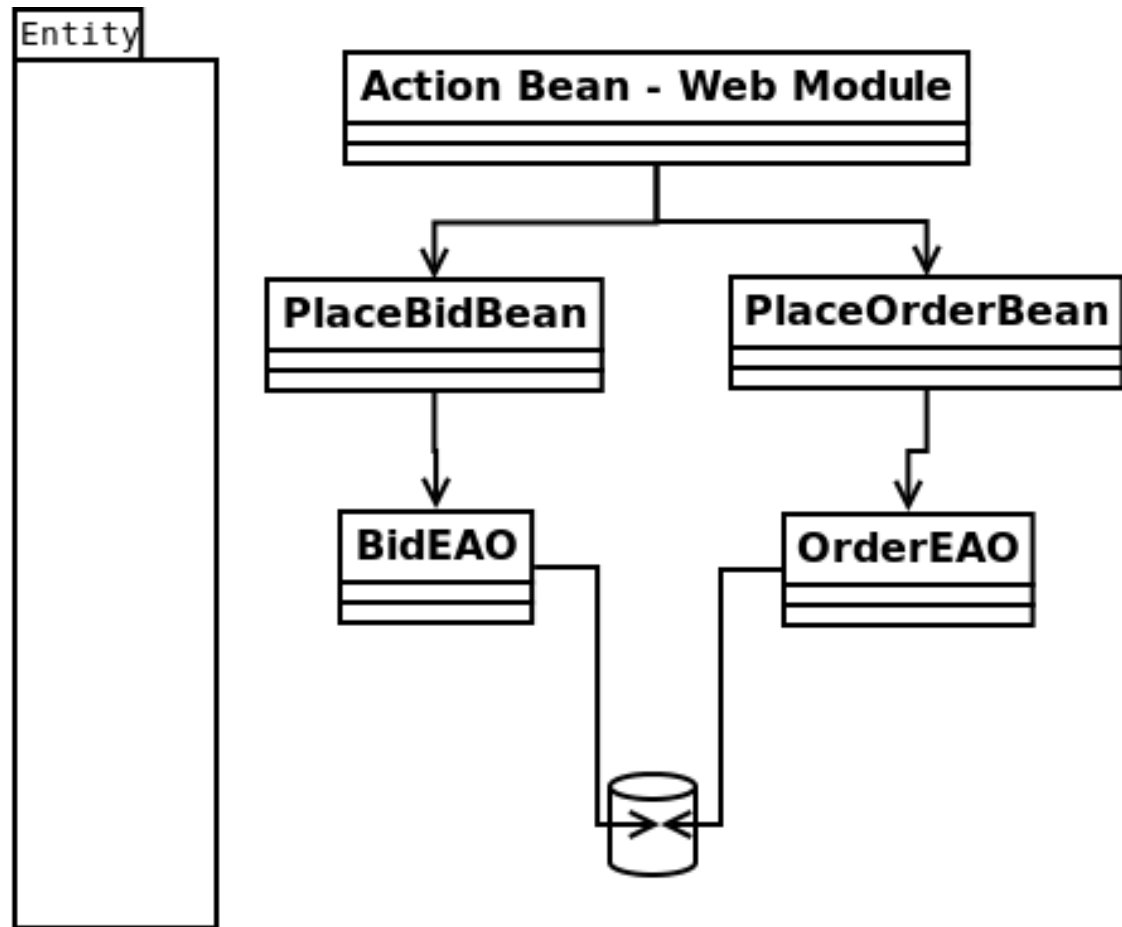 Entity
Action Bean - Web Module
PlaceBidBean
PlaceOrderBean
BidEAO
OrderEAO